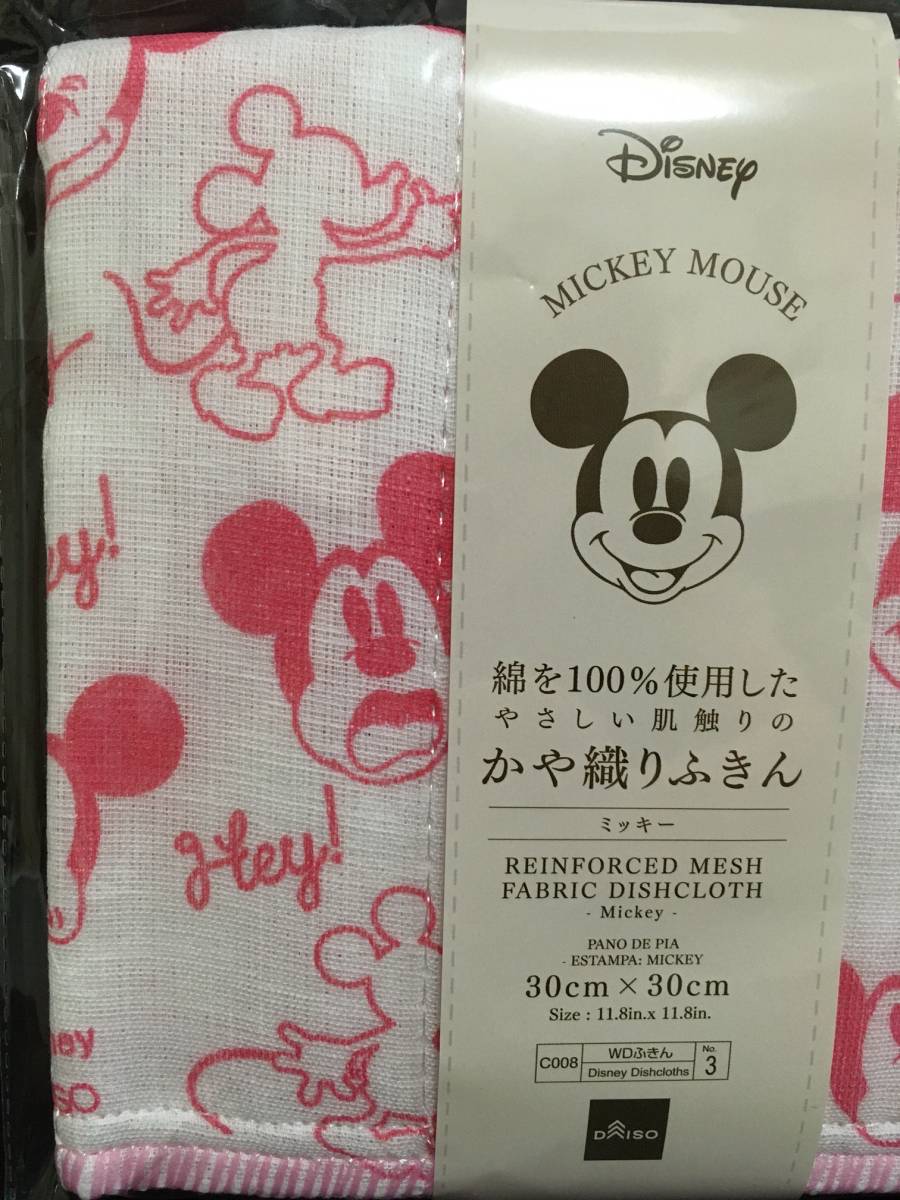 Disney
MICKEY MOUSE
綿を100%使用した
やさしい肌触りの
かや織りふきん
ミッキー
REINFORCED MESH
FABRIC DISHCLOTH
- Mickey -
PANO DE PIA
- ESTAMPA: MICKEY
30cm×30cm
Size : 11.8in.x 11.8in.
C008 WDふきん No.
Disney Dishcloths 3
DAISO
ey!
Hey!
ney
SO